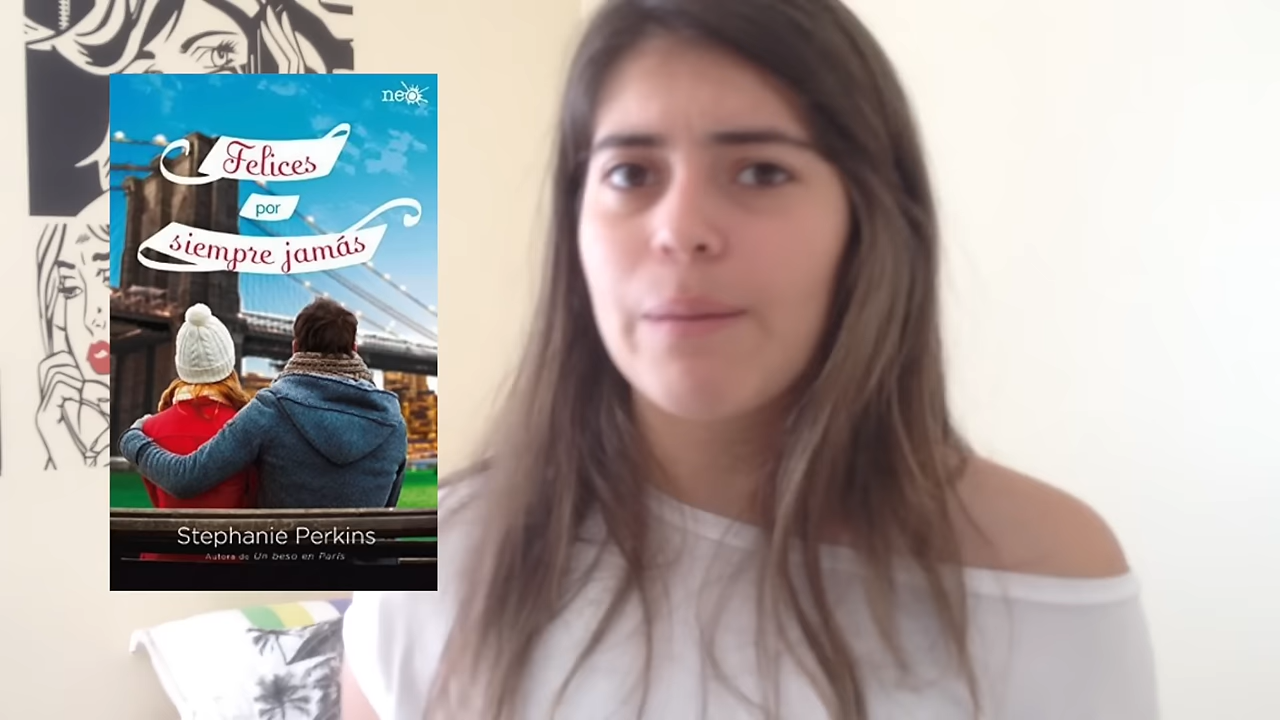 neo
Felices
por
siempre jamás
Stephanie Perkins
Autora de Un beso en París